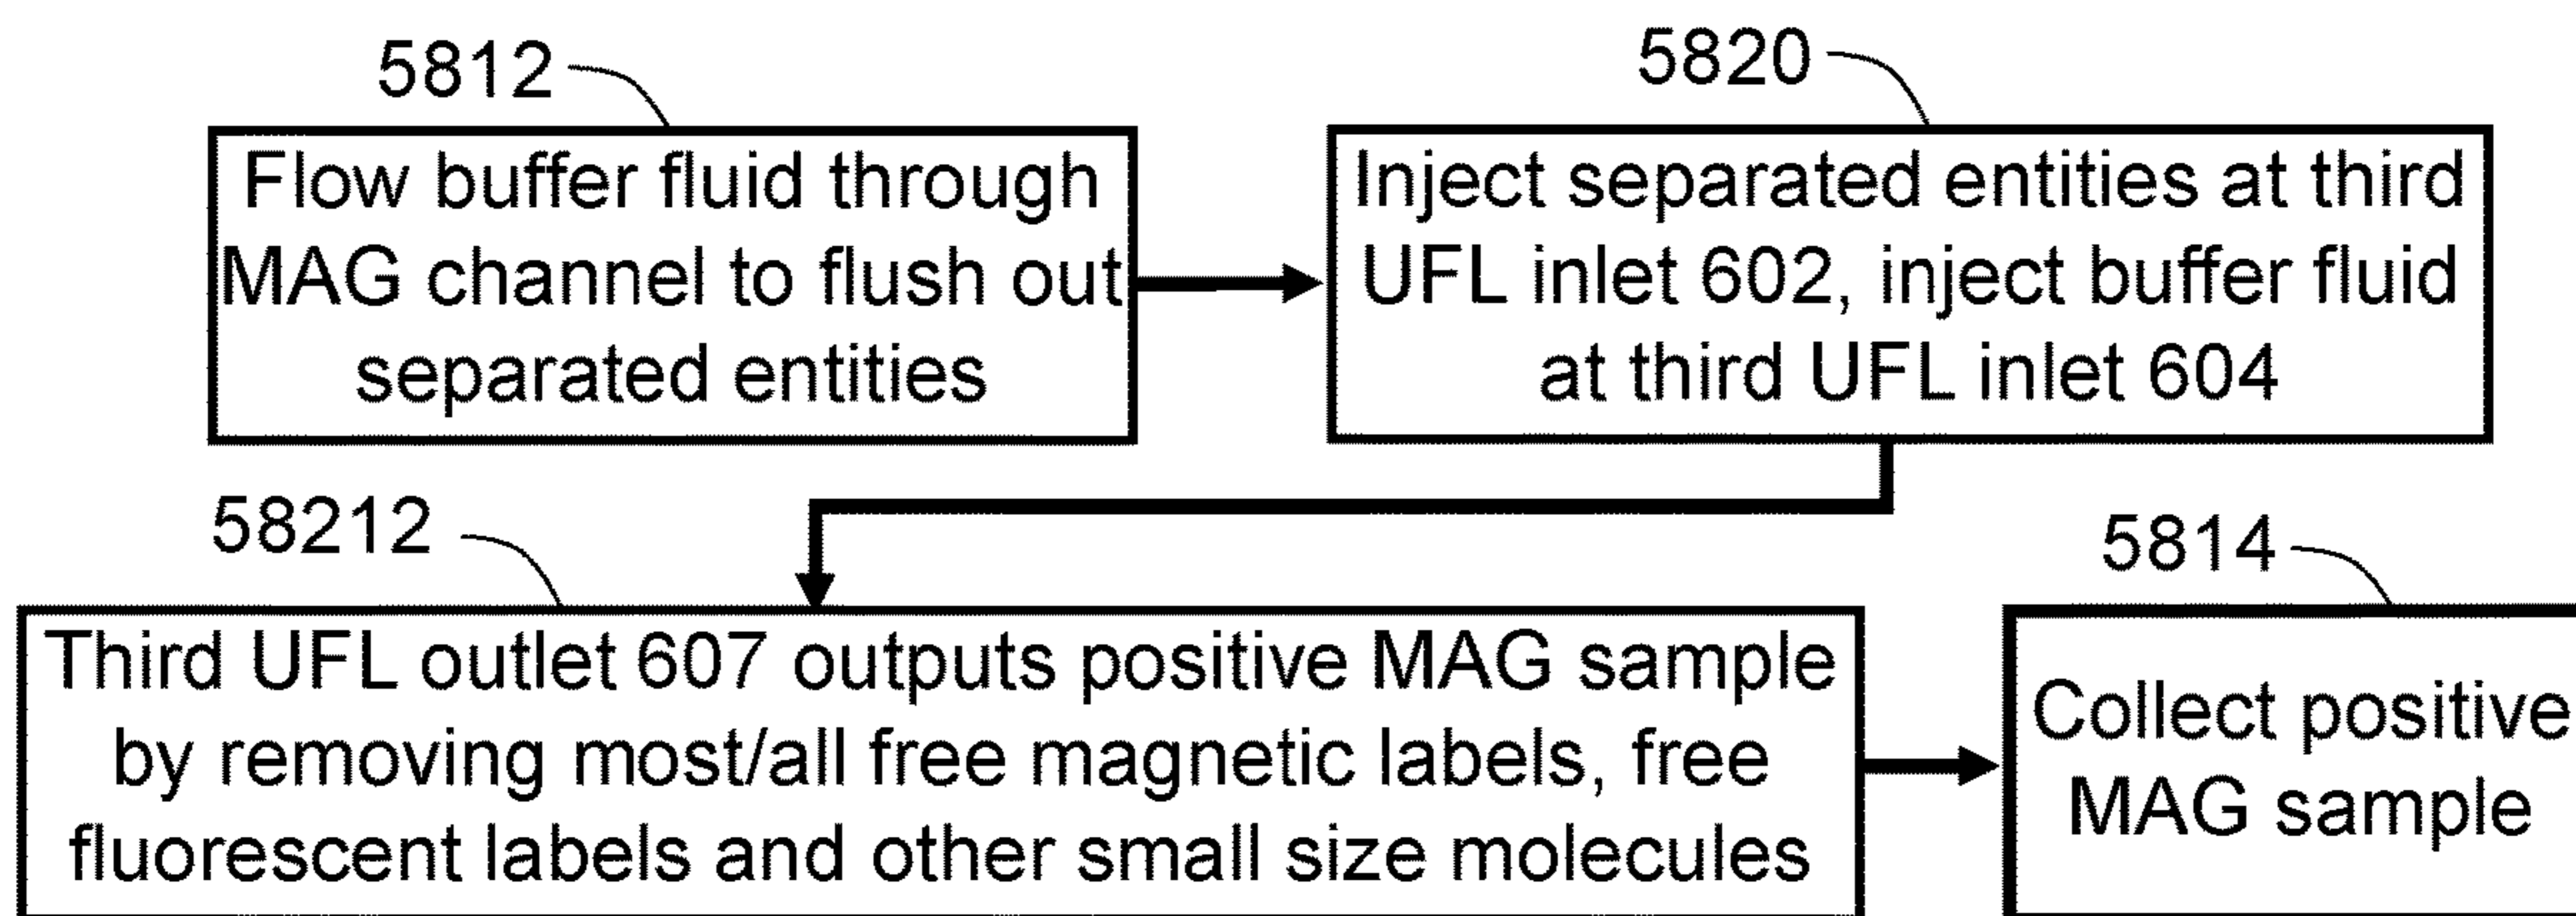 5812
Flow buffer fluid through
MAG channel to flush out
separated entities
5820
Inject separated entities at third
UFL inlet 602, inject buffer fluid
at third UFL inlet 604
58212
Third UFL outlet 607 outputs positive MAG sample
by removing most/all free magnetic labels, free
fluorescent labels and other small size molecules
5814
Collect positive
MAG sample